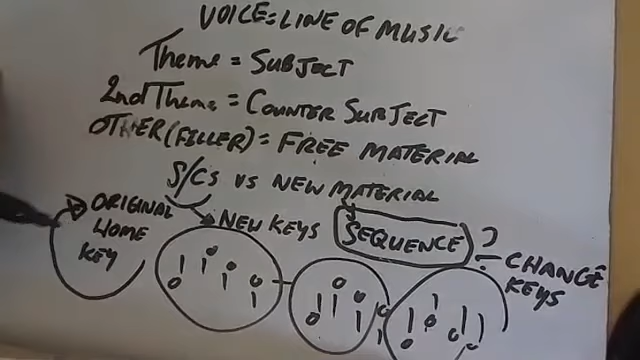 VOICE=LINE OF MUSIC
Theme = SUBJECT
2nd Theme = COUNTER SUBJECT
OTHER (FILLER) = FREE MATERIAL
S/CS VS NEW MATERIAL
ORIGINAL HOME KEY
NEW KEYS
SEQUENCE
?
CHANGE KEYS